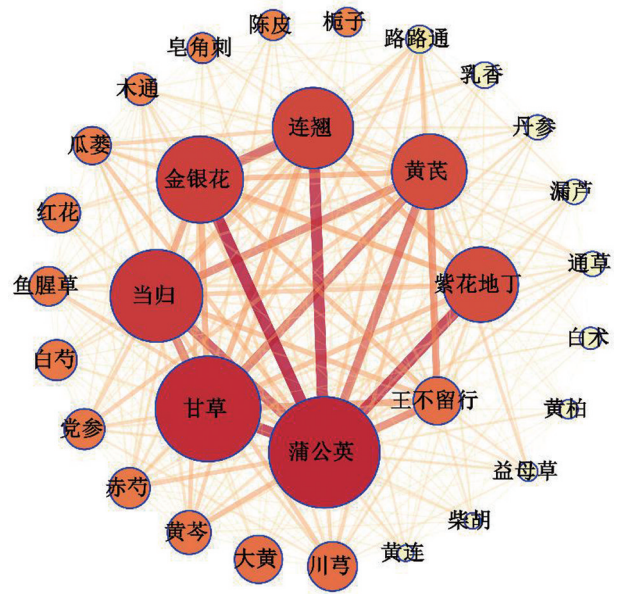 陈皮
栀子
皂角刺
路路通
乳香
木通
连翘
丹参
瓜蒌
金银花
黄芪
漏芦
红花
通草
鱼腥草
当归
紫花地丁
白术
白芍
甘草
王不留行
黄柏
党参
蒲公英
益母草
赤芍
柴胡
黄芩
大黄
川芎
黄连